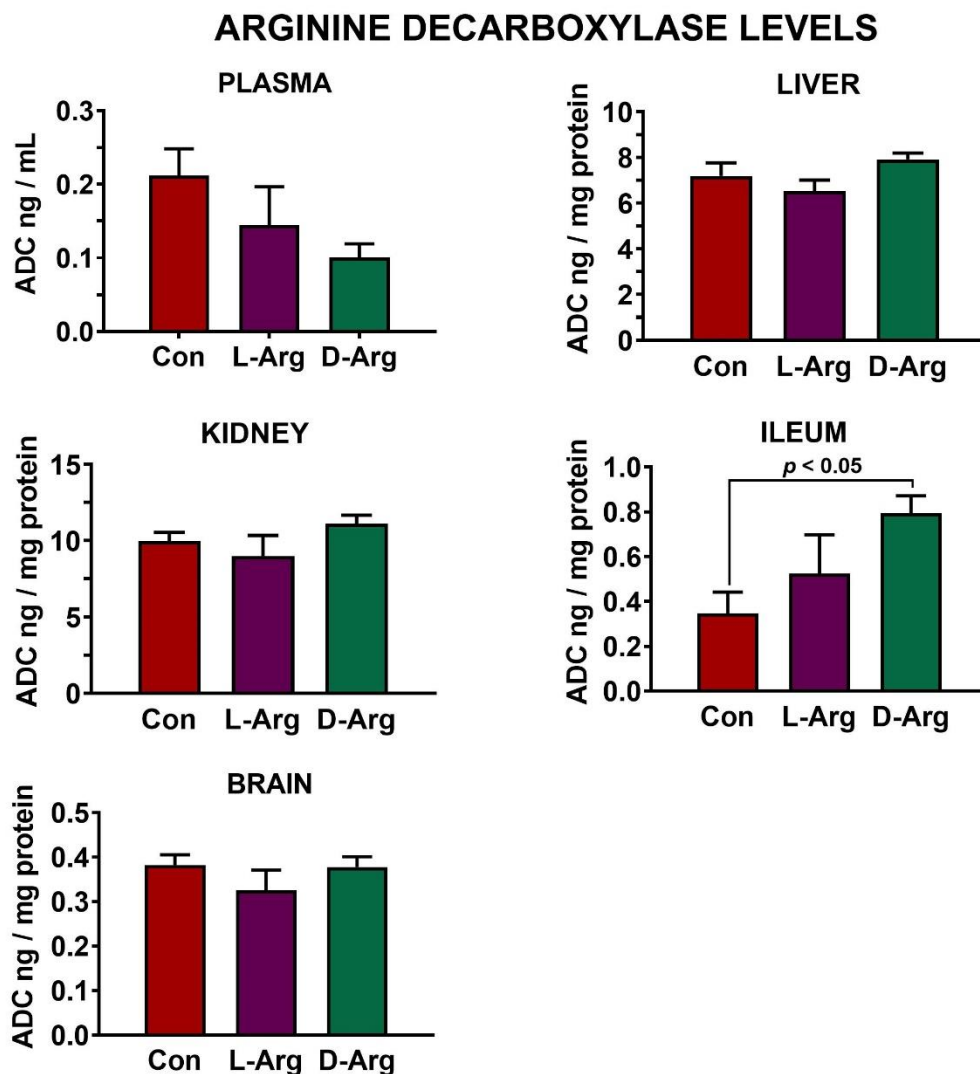 ARGININE DECARBOXYLASE LEVELS
PLASMA
ADC ng / mL
0.3
0.2
0.1
0.0
Con L-Arg D-Arg
LIVER
ADC ng / mg protein
10
8
6
4
2
0
Con L-Arg D-Arg
KIDNEY
ADC ng / mg protein
15
10
5
0
Con L-Arg D-Arg
ILEUM
ADC ng / mg protein
1.0
0.8
0.6
0.4
0.2
0.0
p < 0.05
Con L-Arg D-Arg
BRAIN
ADC ng / mg protein
0.5
0.4
0.3
0.2
0.1
0.0
Con L-Arg D-Arg